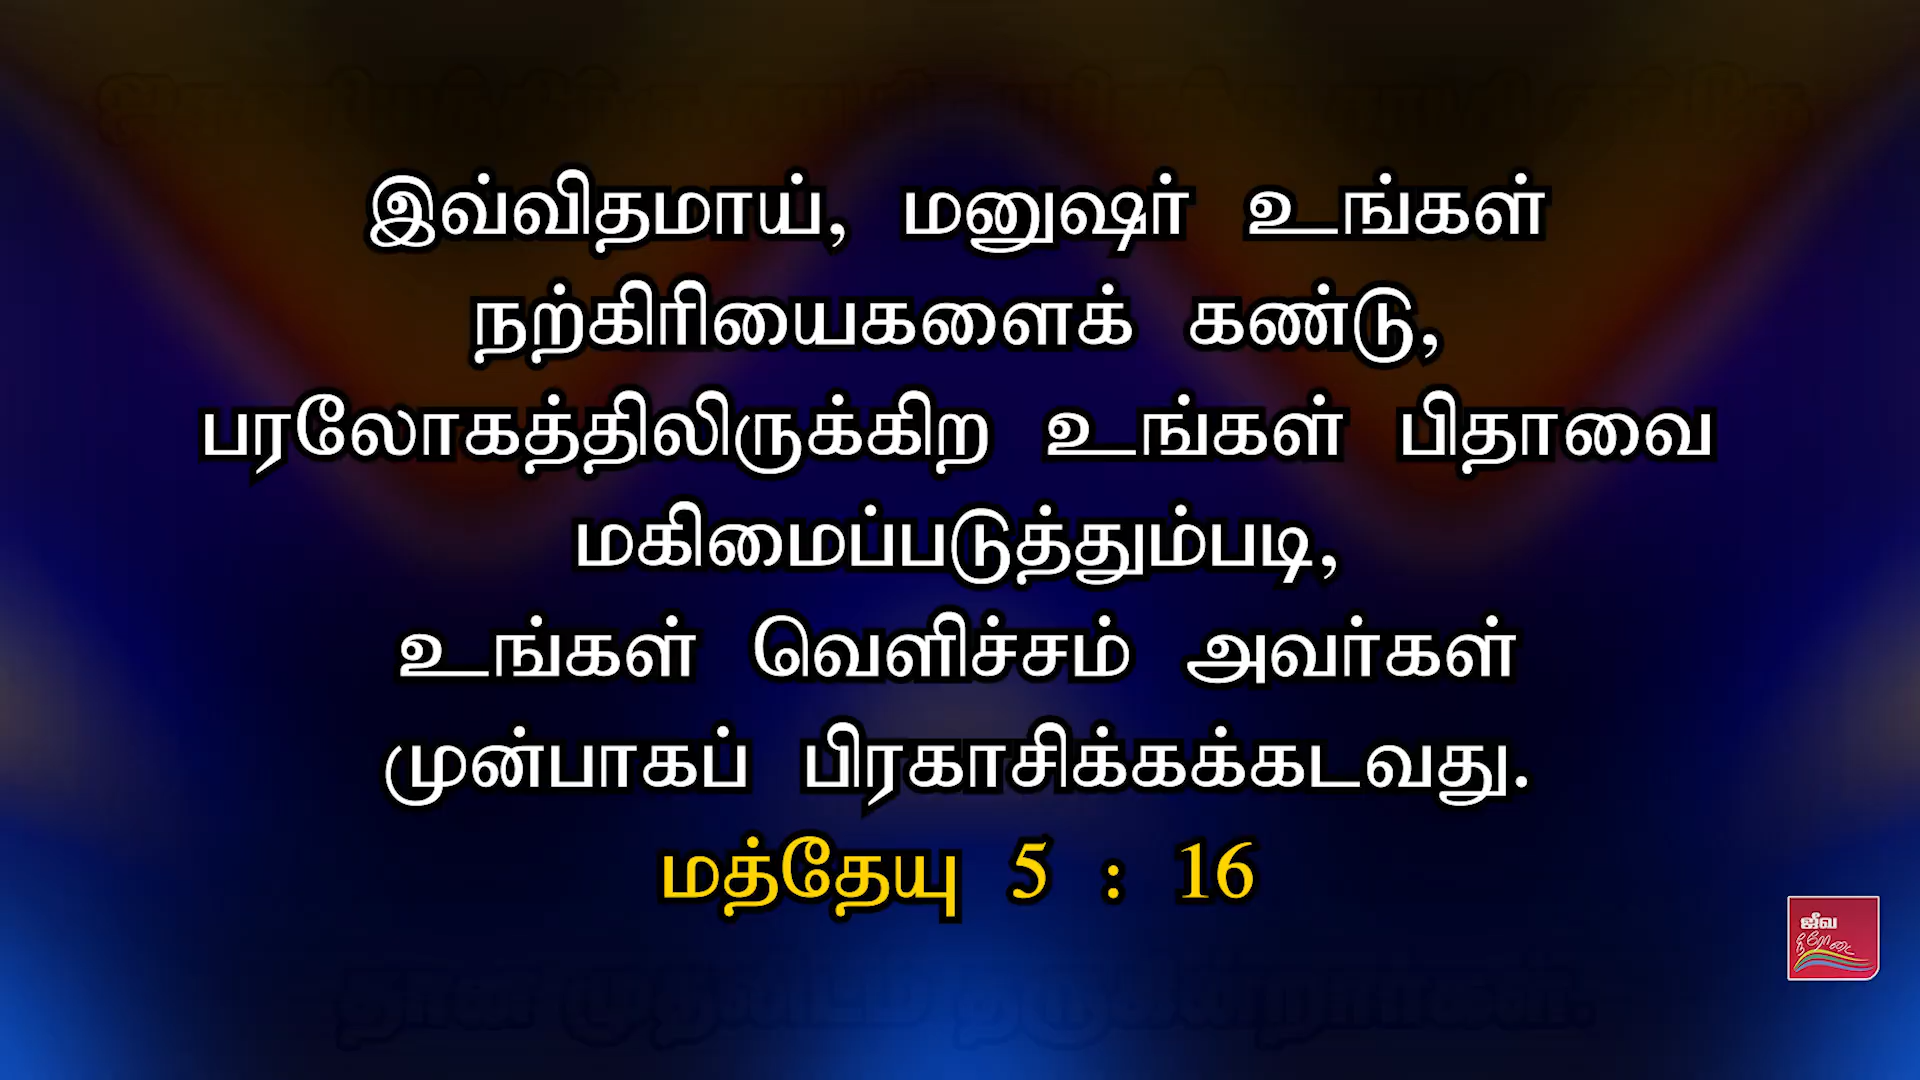 இவ்விதமாய், மனுஷர் உங்கள்
நற்கிரியைகளைக் கண்டு,
பரலோகத்திலிருக்கிற உங்கள் பிதாவை
மகிமைப்படுத்தும்படி,
உங்கள் வெளிச்சம் அவர்கள்
முன்பாகப் பிரகாசிக்கக்கடவது.
மத்தேயு 5 : 16
ஜீவ
நீரோடை